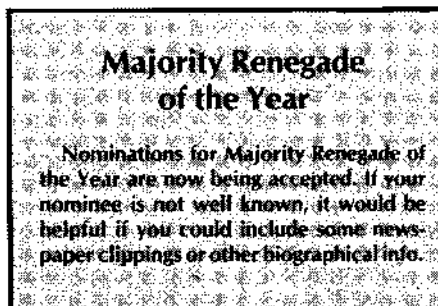 Majority Renegade
of the Year
Nominations for Majority Renegade of
the Year are now being accepted. If your
nominee is not well known, it would be
helpful if you could include some news-
paper clippings or other biographical info.